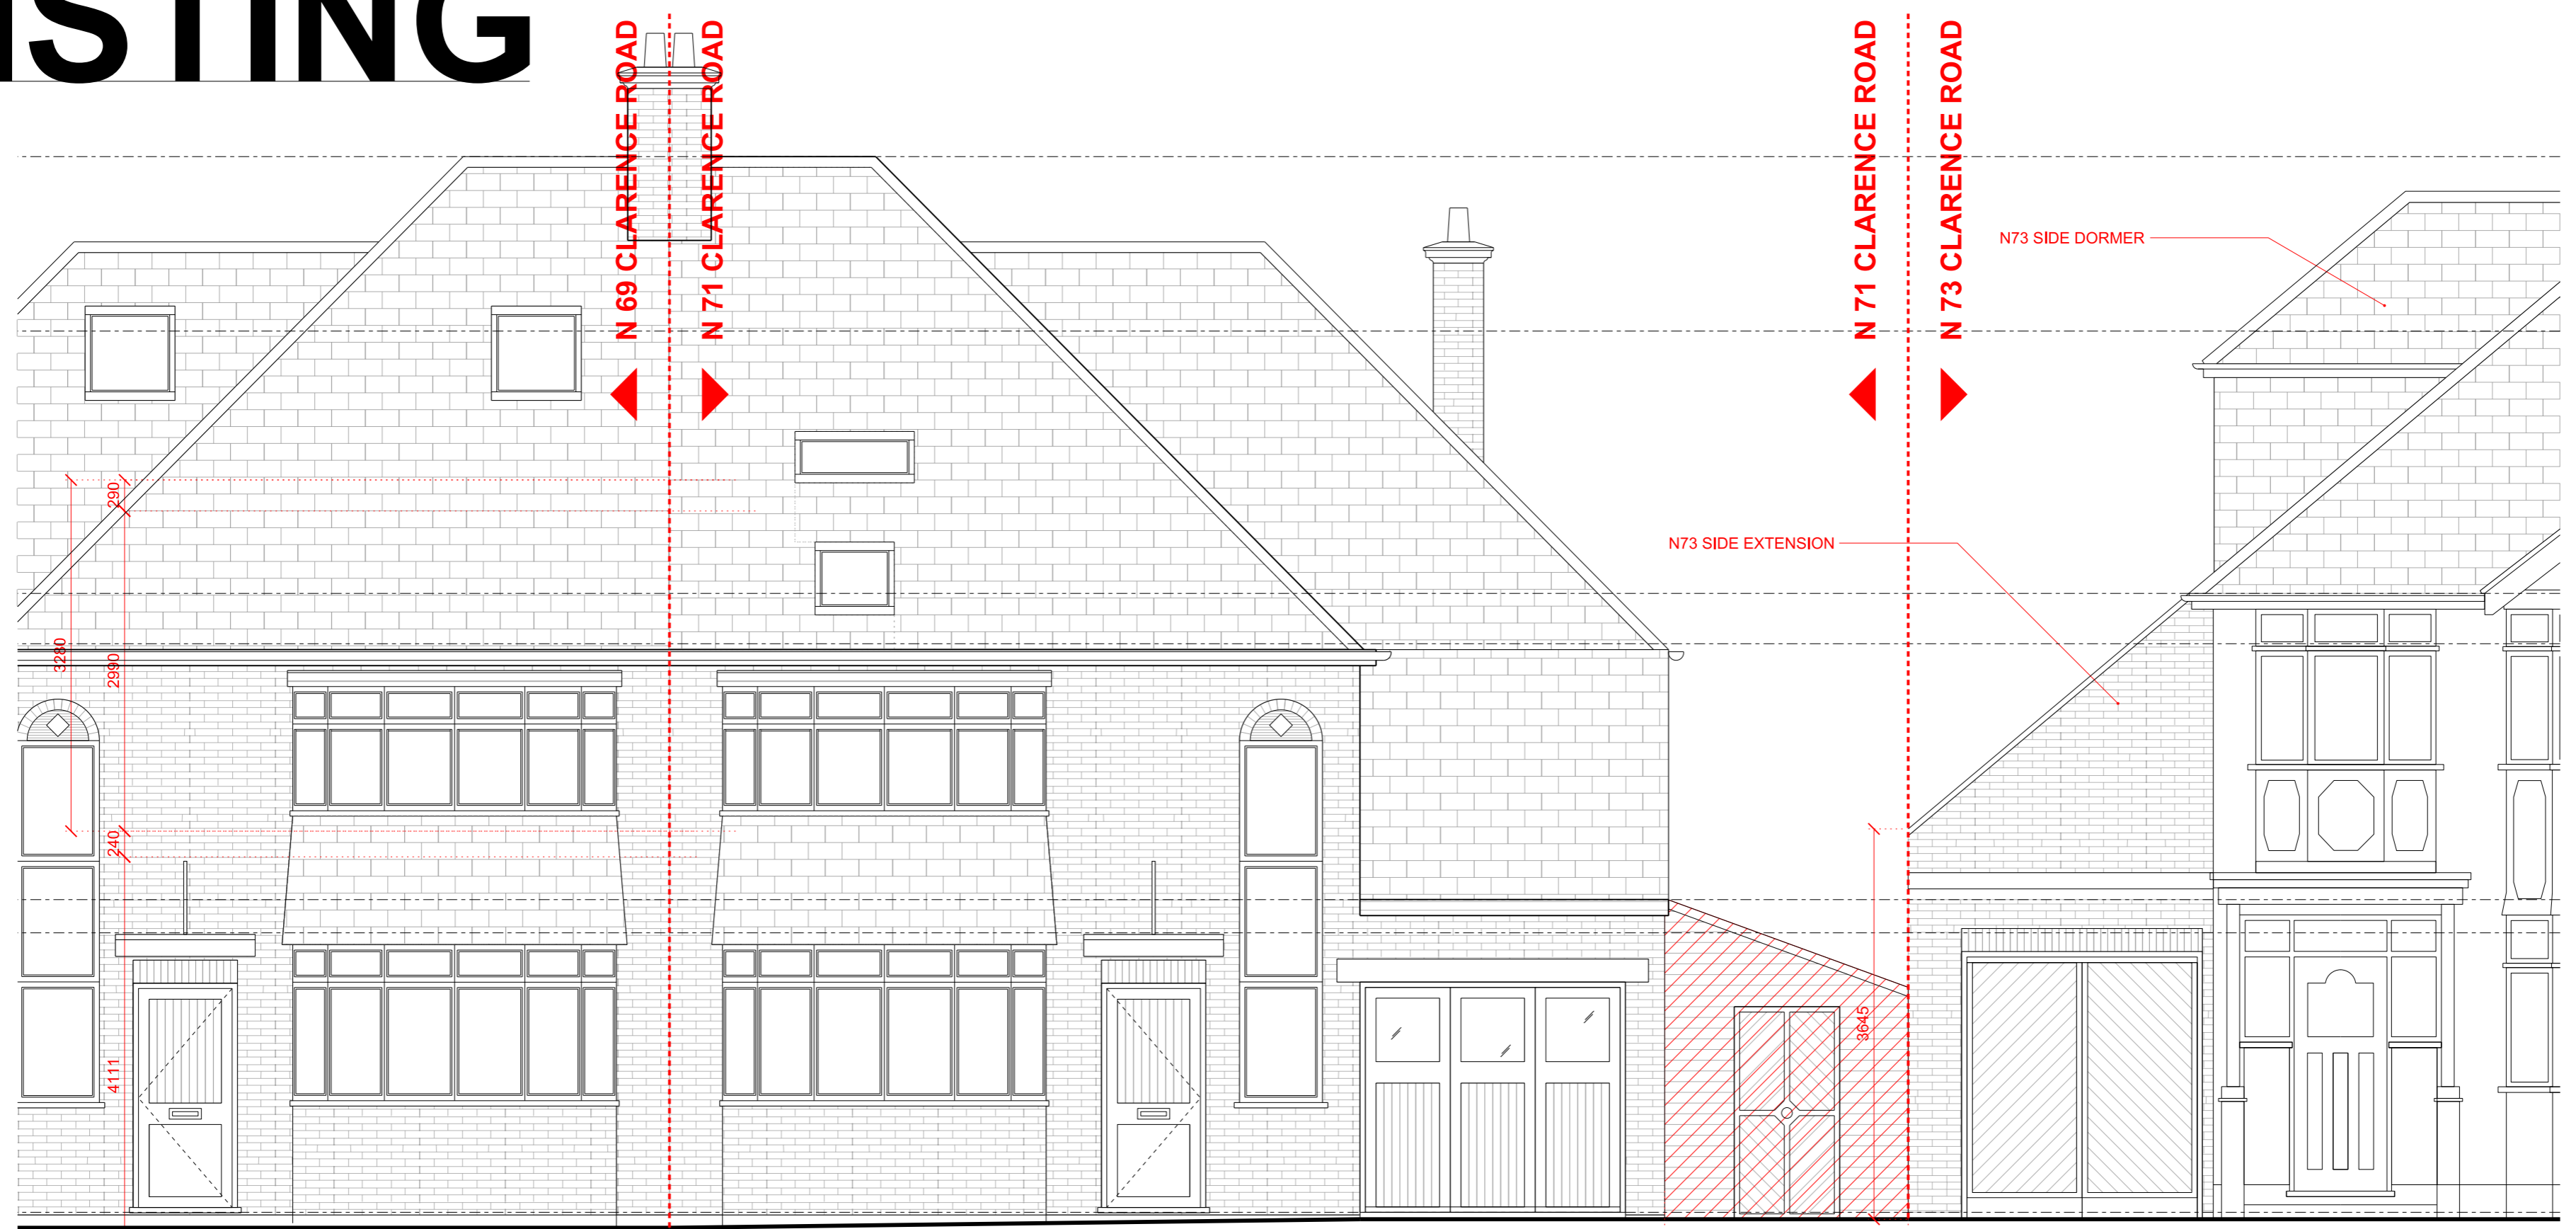 ISTING
N 69 CLARENCE ROAD
N 71 CLARENCE ROAD
N 71 CLARENCE ROAD
N 73 CLARENCE ROAD
N73 SIDE DORMER
N73 SIDE EXTENSION
290
3280
2990
240
4111
3645